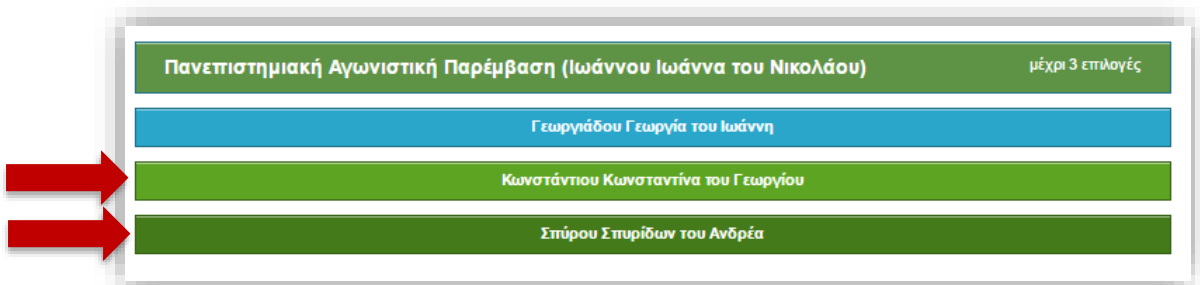 Πανεπιστημιακή Αγωνιστική Παρέμβαση (Ιωάννου Ιωάννα του Νικολάου) μέχρι 3 επιλογές
Γεωργιάδου Γεωργία του Ιωάννη
Κωνστάντιου Κωνσταντίνα του Γεωργίου
Σπύρου Σπυρίδων του Ανδρέα